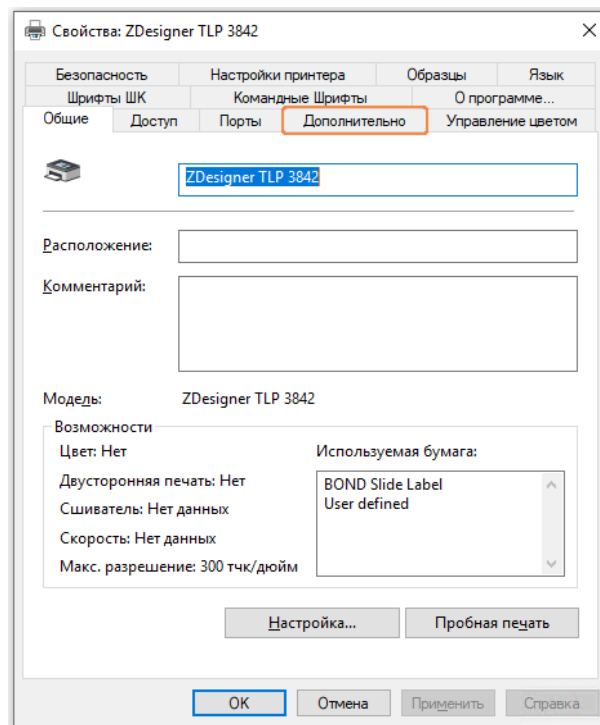 Свойства: ZDesigner TLP 3842
Безопасность Настройки принтера Образцы Язык
Шрифты ШК Командные Шрифты О программе...
Общие Доступ Порты Дополнительно Управление цветом
ZDesigner TLP 3842
Расположение:
Комментарий:
Модель: ZDesigner TLP 3842
Возможности
Цвет: Нет Используемая бумага:
Двусторонняя печать: Нет BOND Slide Label
Сшиватель: Нет данных User defined
Скорость: Нет данных
Макс. разрешение: 300 тчк/дюйм
Настройка... Пробная печать
OK Отмена Применить Справка